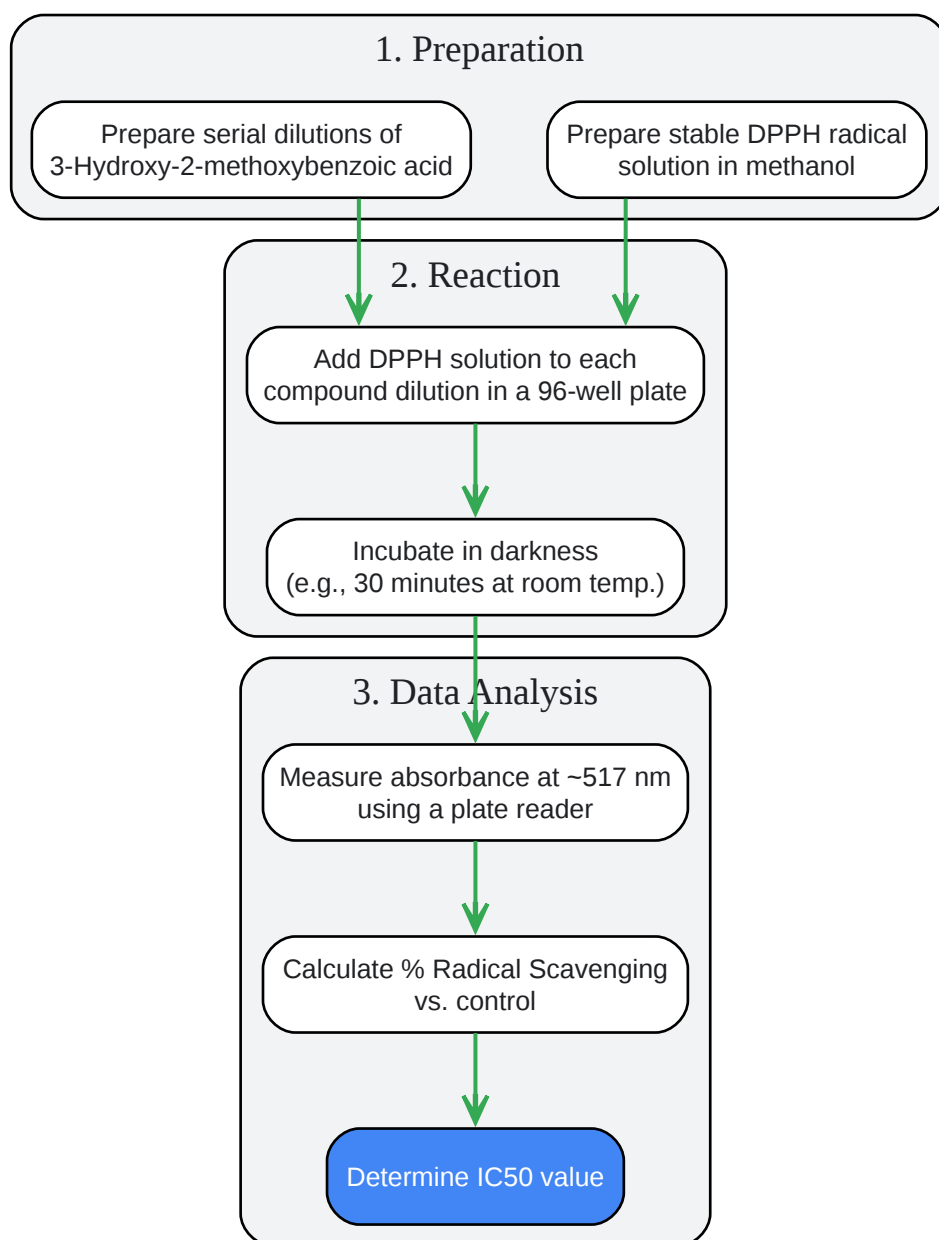 1. Preparation
Prepare serial dilutions of
3-Hydroxy-2-methoxybenzoic acid
Prepare stable DPPH radical
solution in methanol
2. Reaction
Add DPPH solution to each
compound dilution in a 96-well plate
Incubate in darkness
(e.g., 30 minutes at room temp.)
3. Data Analysis
Measure absorbance at ~517 nm
using a plate reader
Calculate % Radical Scavenging
vs. control
Determine IC50 value